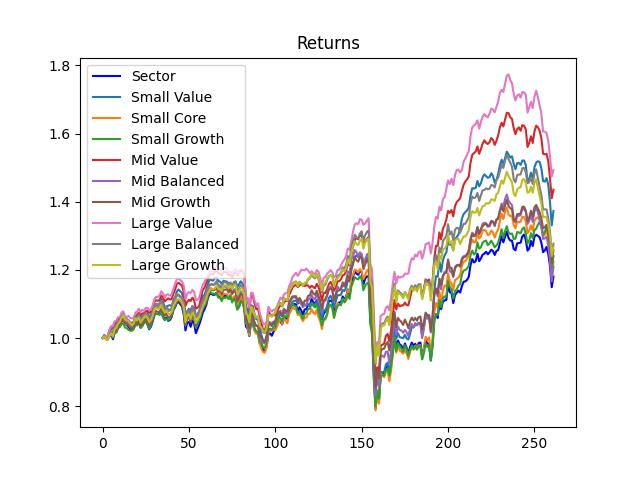 Returns
1.8
1.6
1.4
1.2
1.0
0.8
0
50
100
150
200
250
Sector
Small Value
Small Core
Small Growth
Mid Value
Mid Balanced
Mid Growth
Large Value
Large Balanced
Large Growth